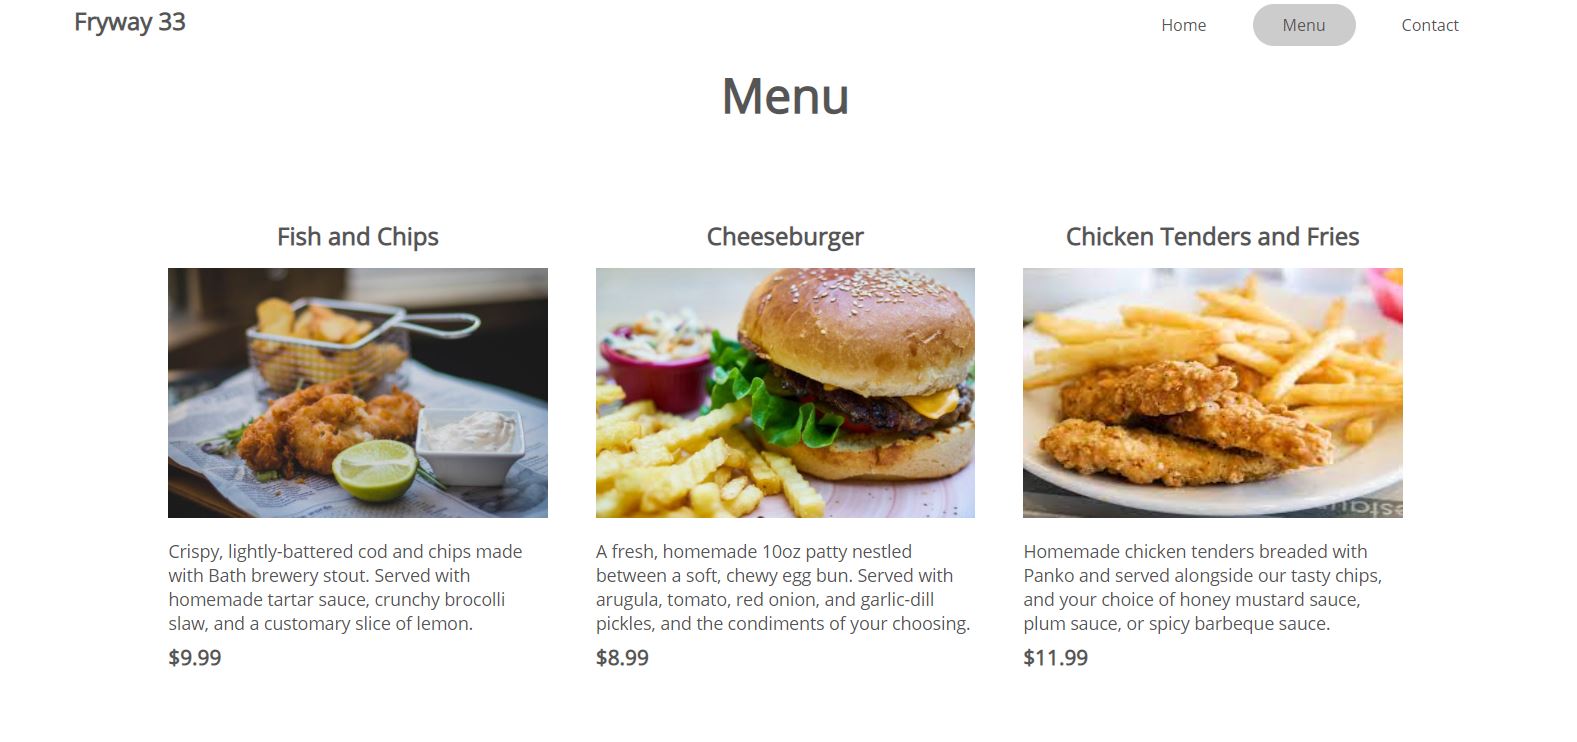 Fryway 33
Home
Menu
Contact
Menu
Fish and Chips
Cheeseburger
Chicken Tenders and Fries
Crispy, lightly-battered cod and chips made
with Bath brewery stout. Served with
homemade tartar sauce, crunchy brocolli
slaw, and a customary slice of lemon.
$9.99
A fresh, homemade 10oz patty nestled
between a soft, chewy egg bun. Served with
arugula, tomato, red onion, and garlic-dill
pickles, and the condiments of your choosing.
$8.99
Homemade chicken tenders breaded with
Panko and served alongside our tasty chips,
and your choice of honey mustard sauce,
plum sauce, or spicy barbeque sauce.
$11.99